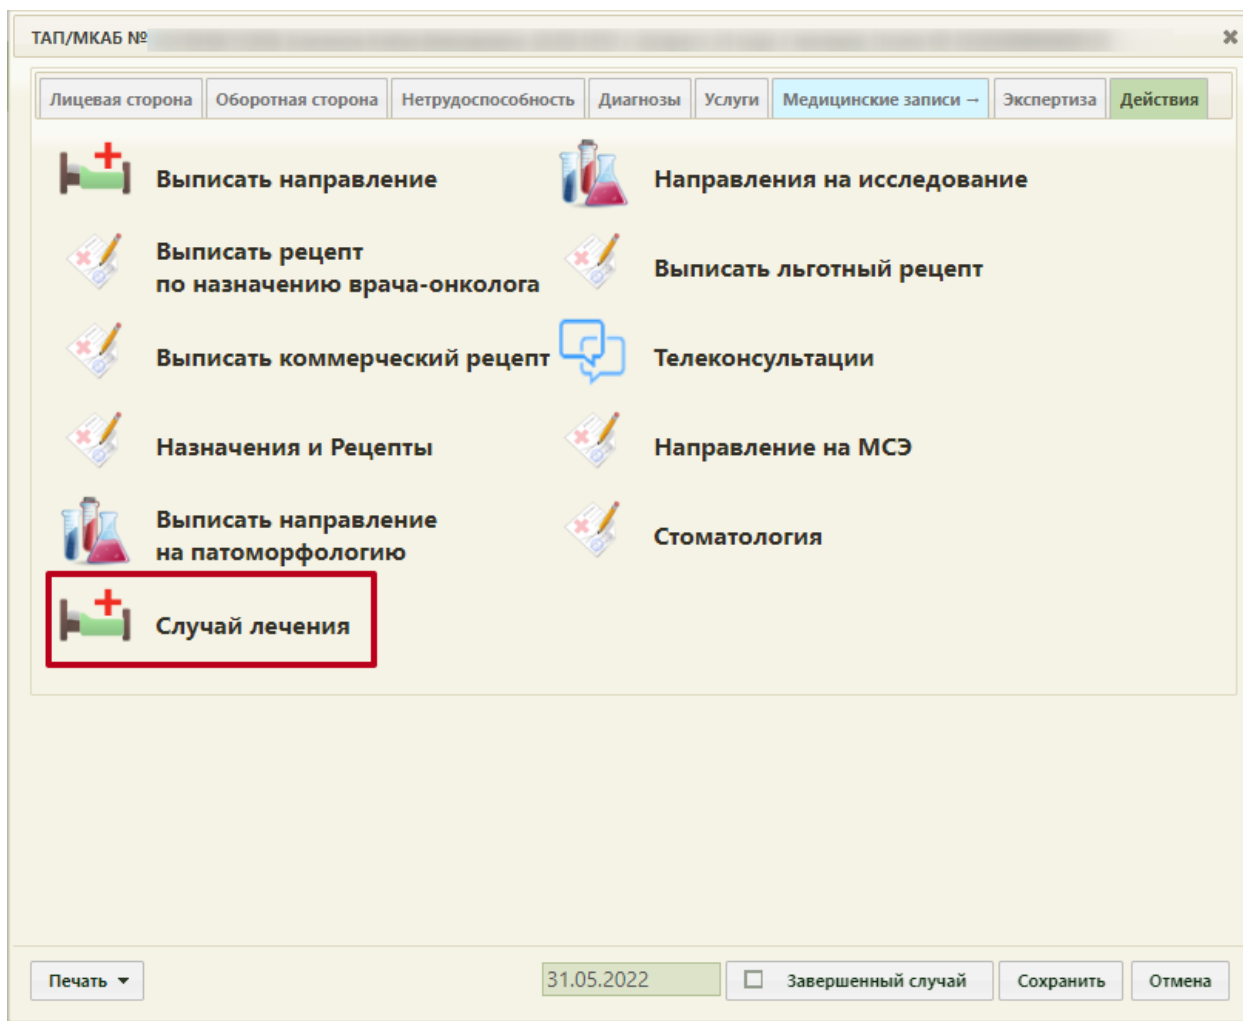 ТАП/МКАБ №
Лицевая сторона Оборотная сторона Нетрудоспособность Диагнозы Услуги Медицинские записи → Экспертиза Действия
Выписать направление
Направления на исследование
Выписать рецепт
по назначению врача-онколога
Выписать льготный рецепт
Выписать коммерческий рецепт
Телеконсультации
Назначения и Рецепты
Направление на МСЭ
Выписать направление
на патоморфологию
Стоматология
Случай лечения
Печать 31.05.2022 Завершенный случай Сохранить Отмена